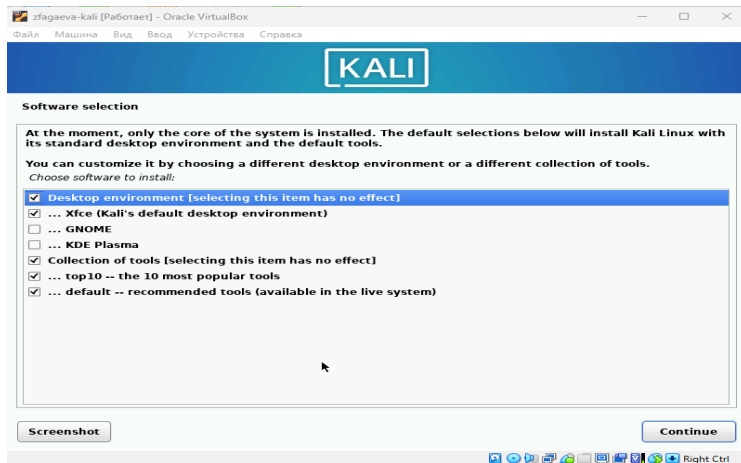 zfagaeva-kali [Работает] - Oracle VirtualBox
Файл Машина Вид Ввод Устройства Справка
KALI
Software selection
At the moment, only the core of the system is installed. The default selections below will install Kali Linux with
its standard desktop environment and the default tools.
You can customize it by choosing a different desktop environment or a different collection of tools.
Choose software to install:
Desktop environment [selecting this item has no effect]
... Xfce (Kali's default desktop environment)
... GNOME
... KDE Plasma
Collection of tools [selecting this item has no effect]
... top10 -- the 10 most popular tools
... default -- recommended tools (available in the live system)
Screenshot
Continue
Right Ctrl